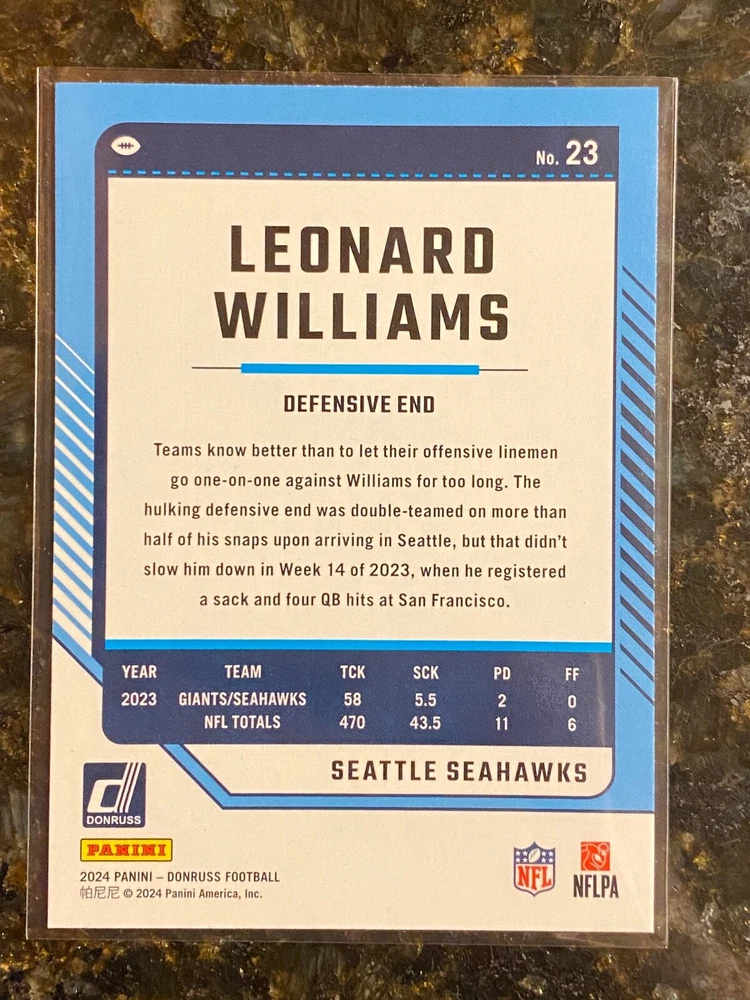 No. 23
LEONARD
WILLIAMS
DEFENSIVE END
Teams know better than to let their offensive linemen
go one-on-one against Williams for too long. The
hulking defensive end was double-teamed on more than
half of his snaps upon arriving in Seattle, but that didn't
slow him down in Week 14 of 2023, when he registered
a sack and four QB hits at San Francisco.
YEAR TEAM TCK SCK PD FF
2023 GIANTS/SEAHAWKS 58 5.5 2 0
NFL TOTALS 470 43.5 11 6
SEATTLE SEAHAWKS
d
DONRUSS
PANINI
2024 PANINI – DONRUSS FOOTBALL
帕尼尼 © 2024 Panini America, Inc.
NFL
NFLPA